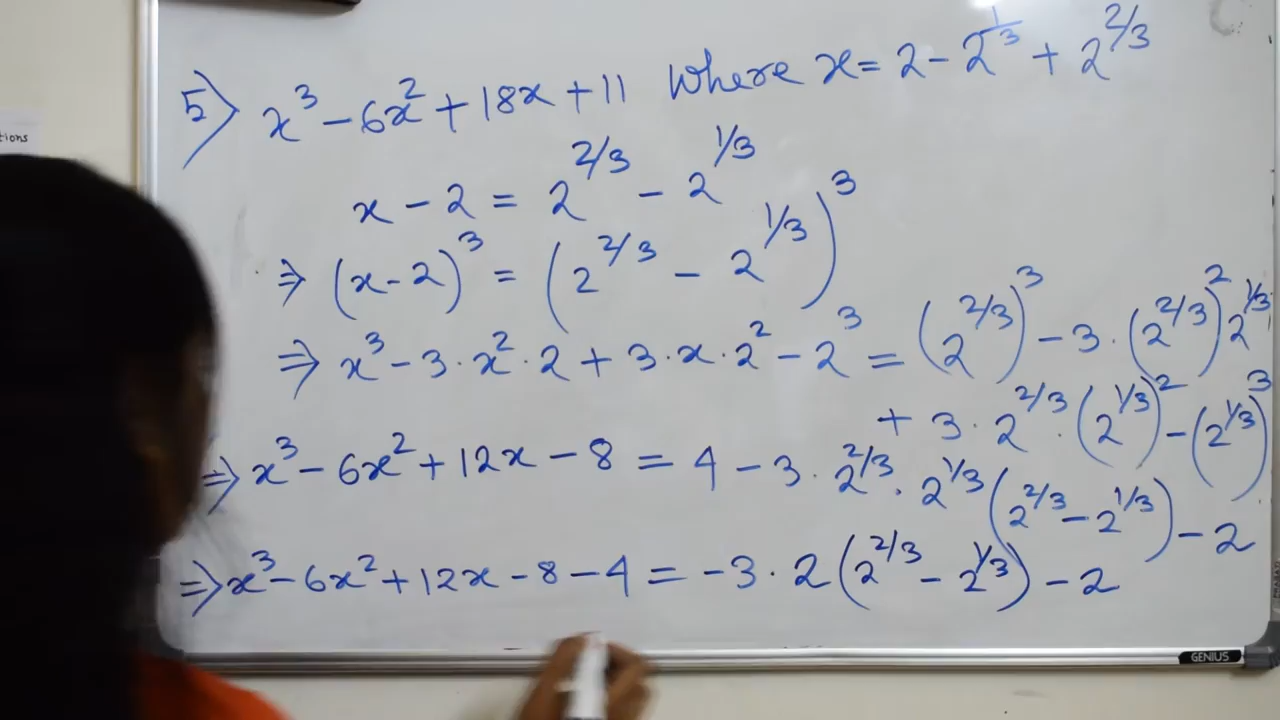 5) x³ - 6x² + 18x + 11 Where x = 2 - 2^{1/3} + 2^{2/3}
x - 2 = 2^{2/3} - 2^{1/3}
⇒ (x-2)³ = (2^{2/3} - 2^{1/3})³
⇒ x³ - 3·x²·2 + 3·x·2² - 2³ = (2^{2/3})³ - 3·(2^{2/3})² 2^{1/3}
+ 3·2^{2/3}·(2^{1/3})² - (2^{1/3})³
⇒ x³ - 6x² + 12x - 8 = 4 - 3·2^{2/3}·2^{1/3}(2^{2/3} - 2^{1/3}) - 2
⇒ x³ - 6x² + 12x - 8 - 4 = -3·2(2^{2/3} - 2^{1/3}) - 2
tions
GENIUS